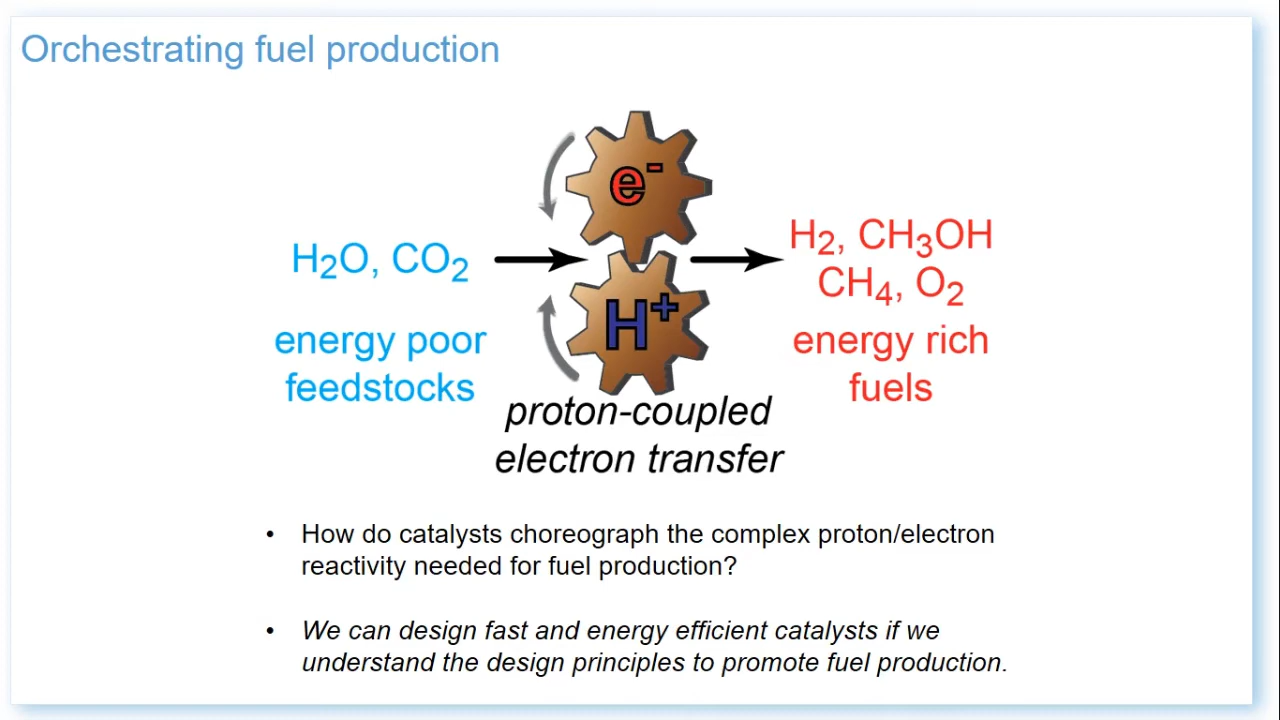 Orchestrating fuel production
e⁻
H₂O, CO₂
H⁺
H₂, CH₃OH
CH₄, O₂
energy poor
feedstocks
energy rich
fuels
proton-coupled
electron transfer
• How do catalysts choreograph the complex proton/electron
reactivity needed for fuel production?
• We can design fast and energy efficient catalysts if we
understand the design principles to promote fuel production.